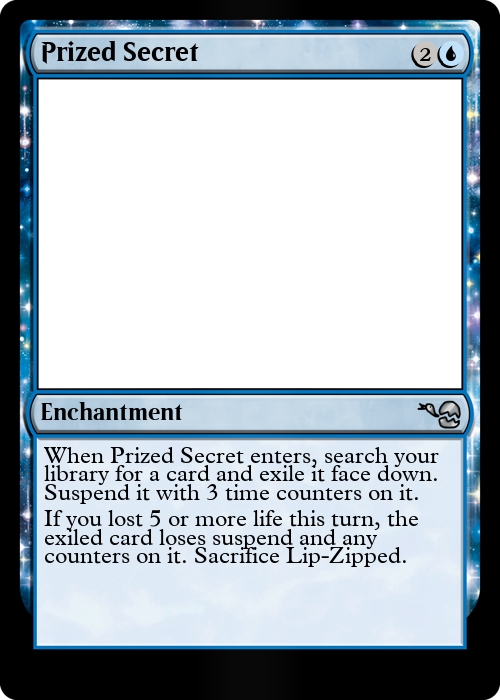 Prized Secret 2
Enchantment
When Prized Secret enters, search your
library for a card and exile it face down.
Suspend it with 3 time counters on it.
If you lost 5 or more life this turn, the
exiled card loses suspend and any
counters on it. Sacrifice Lip-Zipped.